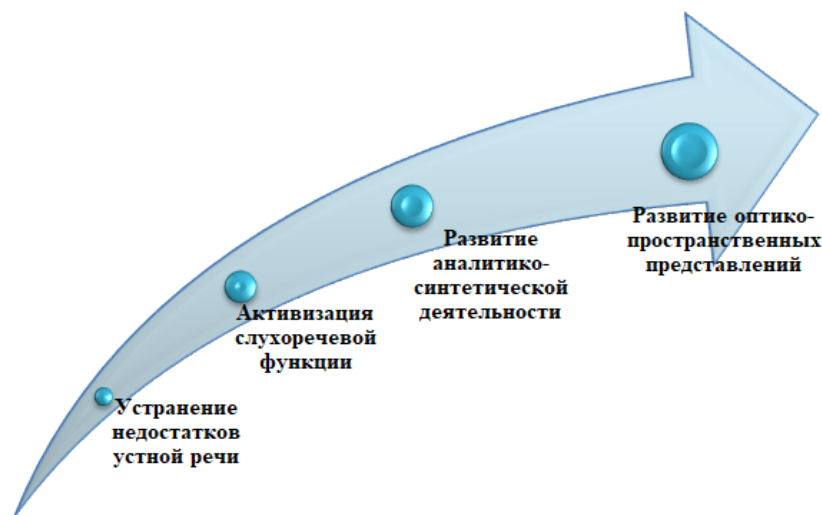 Устранение
недостатков
устной речи
Активизация
слухоречевой
функции
Развитие
аналитико-
синтетической
деятельности
Развитие оптико-
пространственных
представлений